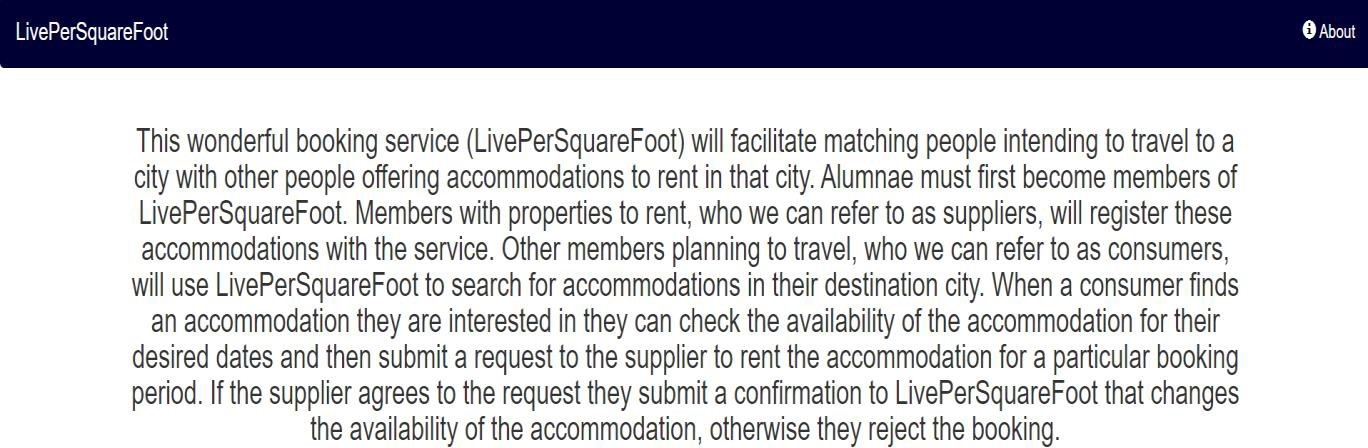 LivePerSquareFoot
About
This wonderful booking service (LivePerSquareFoot) will facilitate matching people intending to travel to a
city with other people offering accommodations to rent in that city. Alumnae must first become members of
LivePerSquareFoot. Members with properties to rent, who we can refer to as suppliers, will register these
accommodations with the service. Other members planning to travel, who we can refer to as consumers,
will use LivePerSquareFoot to search for accommodations in their destination city. When a consumer finds
an accommodation they are interested in they can check the availability of the accommodation for their
desired dates and then submit a request to the supplier to rent the accommodation for a particular booking
period. If the supplier agrees to the request they submit a confirmation to LivePerSquareFoot that changes
the availability of the accommodation, otherwise they reject the booking.